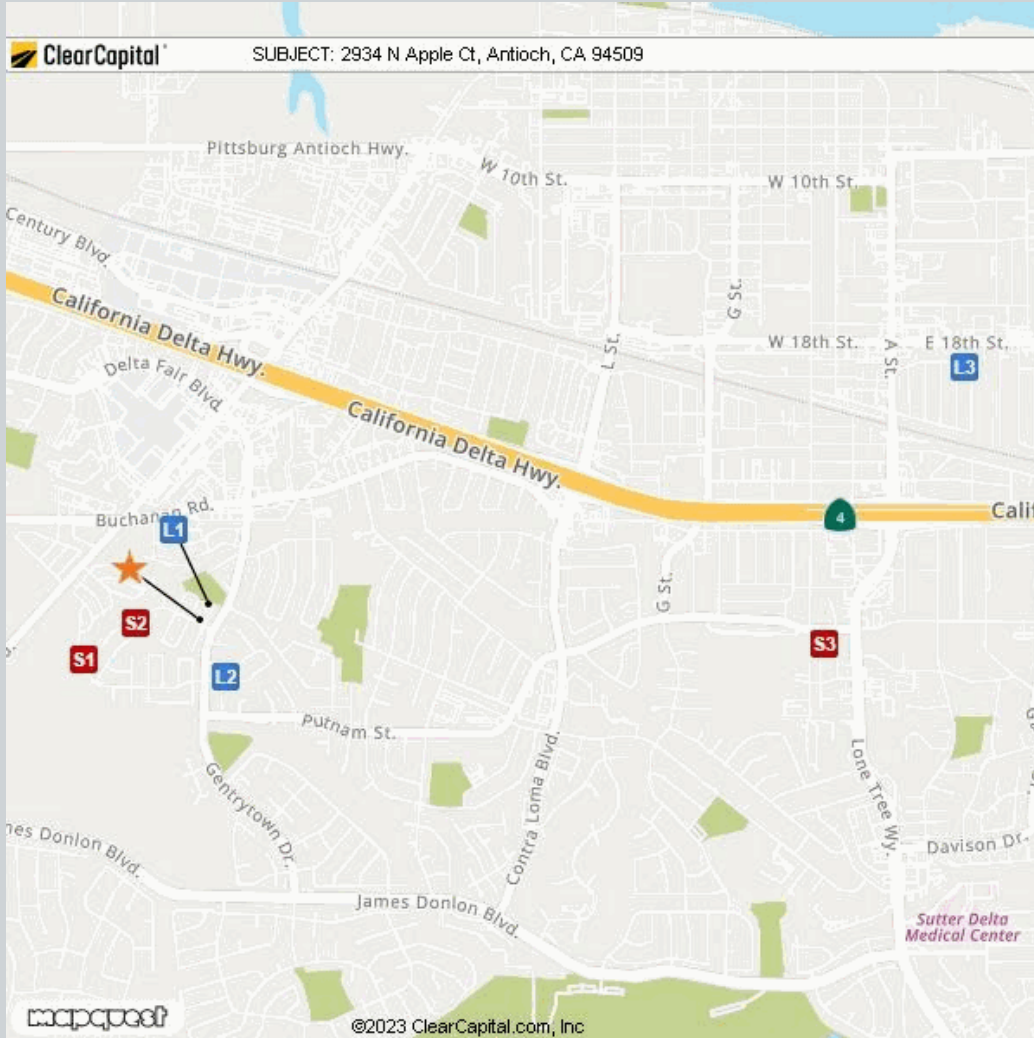 ClearCapital
SUBJECT: 2934 N Apple Ct, Antioch, CA 94509
Pittsburg Antioch Hwy.
W 10th St.
W 10th St.
Century Blvd.
G St.
California Delta Hwy.
L St.
W 18th St.
A St.
E 18th St.
L3
Delta Fair Blvd.
California Delta Hwy.
Buchanan Rd.
4
Calif
L1
G St.
S2
S3
S1
L2
Putnam St.
Gentrytown Dr.
Contra Loma Blvd.
Lone Tree Wy.
mes Donlon Blvd.
Davison Dr.
James Donlon Blvd.
Sutter Delta
Medical Center
mapquest
©2023 ClearCapital.com, Inc